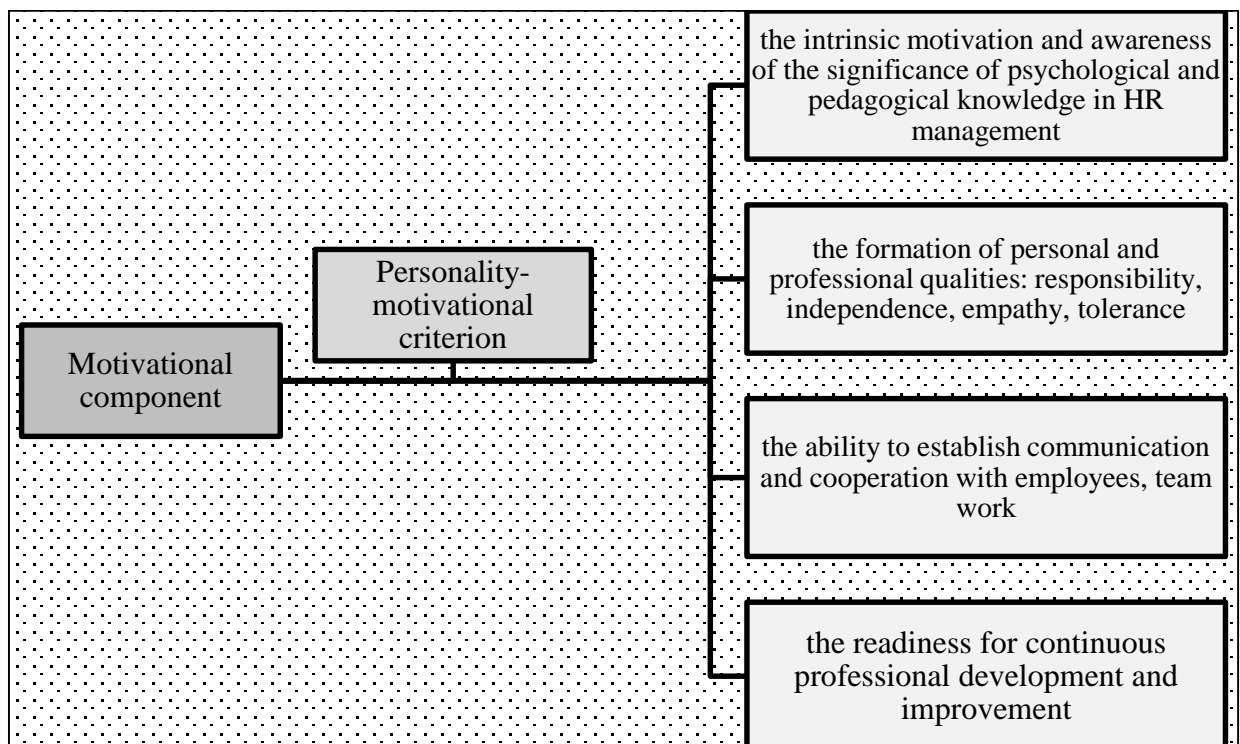 Motivational
component
Personality-
motivational
criterion
the intrinsic motivation and awareness
of the significance of psychological and
pedagogical knowledge in HR
management
the formation of personal and
professional qualities: responsibility,
independence, empathy, tolerance
the ability to establish communication
and cooperation with employees, team
work
the readiness for continuous
professional development and
improvement